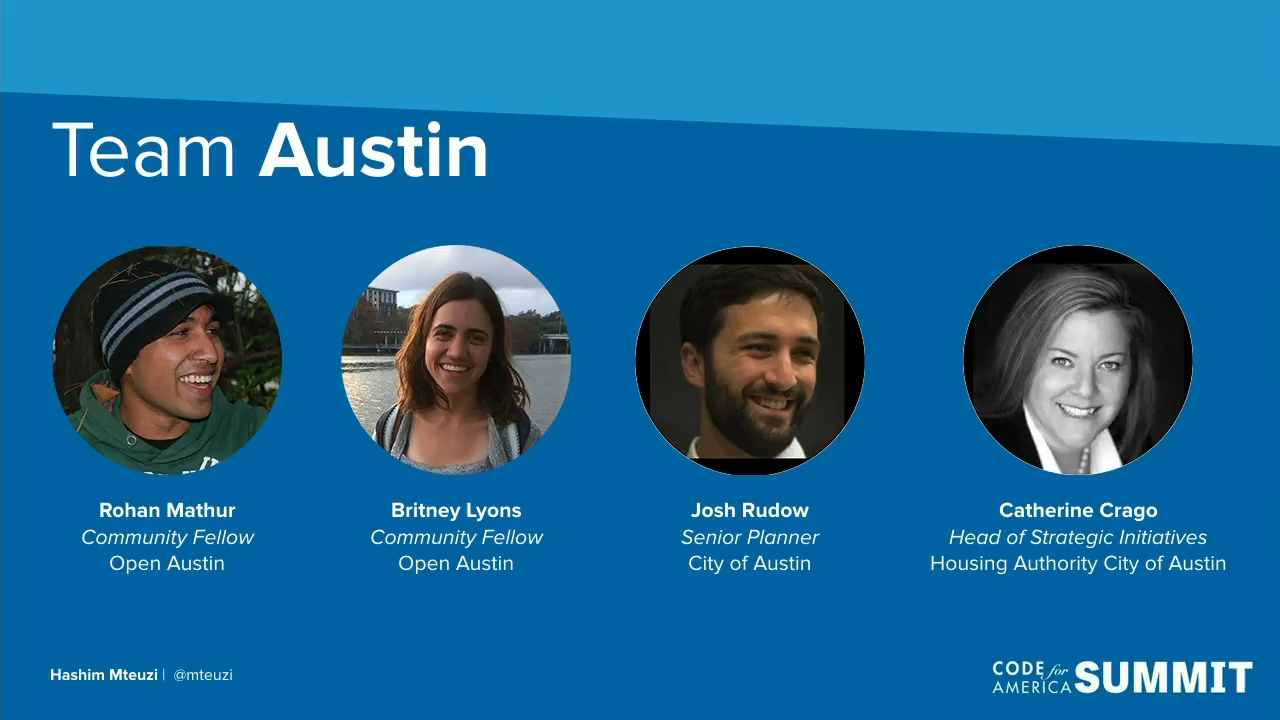 Team Austin
Rohan Mathur
Community Fellow
Open Austin
Britney Lyons
Community Fellow
Open Austin
Josh Rudow
Senior Planner
City of Austin
Catherine Crago
Head of Strategic Initiatives
Housing Authority City of Austin
Hashim Mteuzi | @mteuzi
CODE for
AMERICA SUMMIT